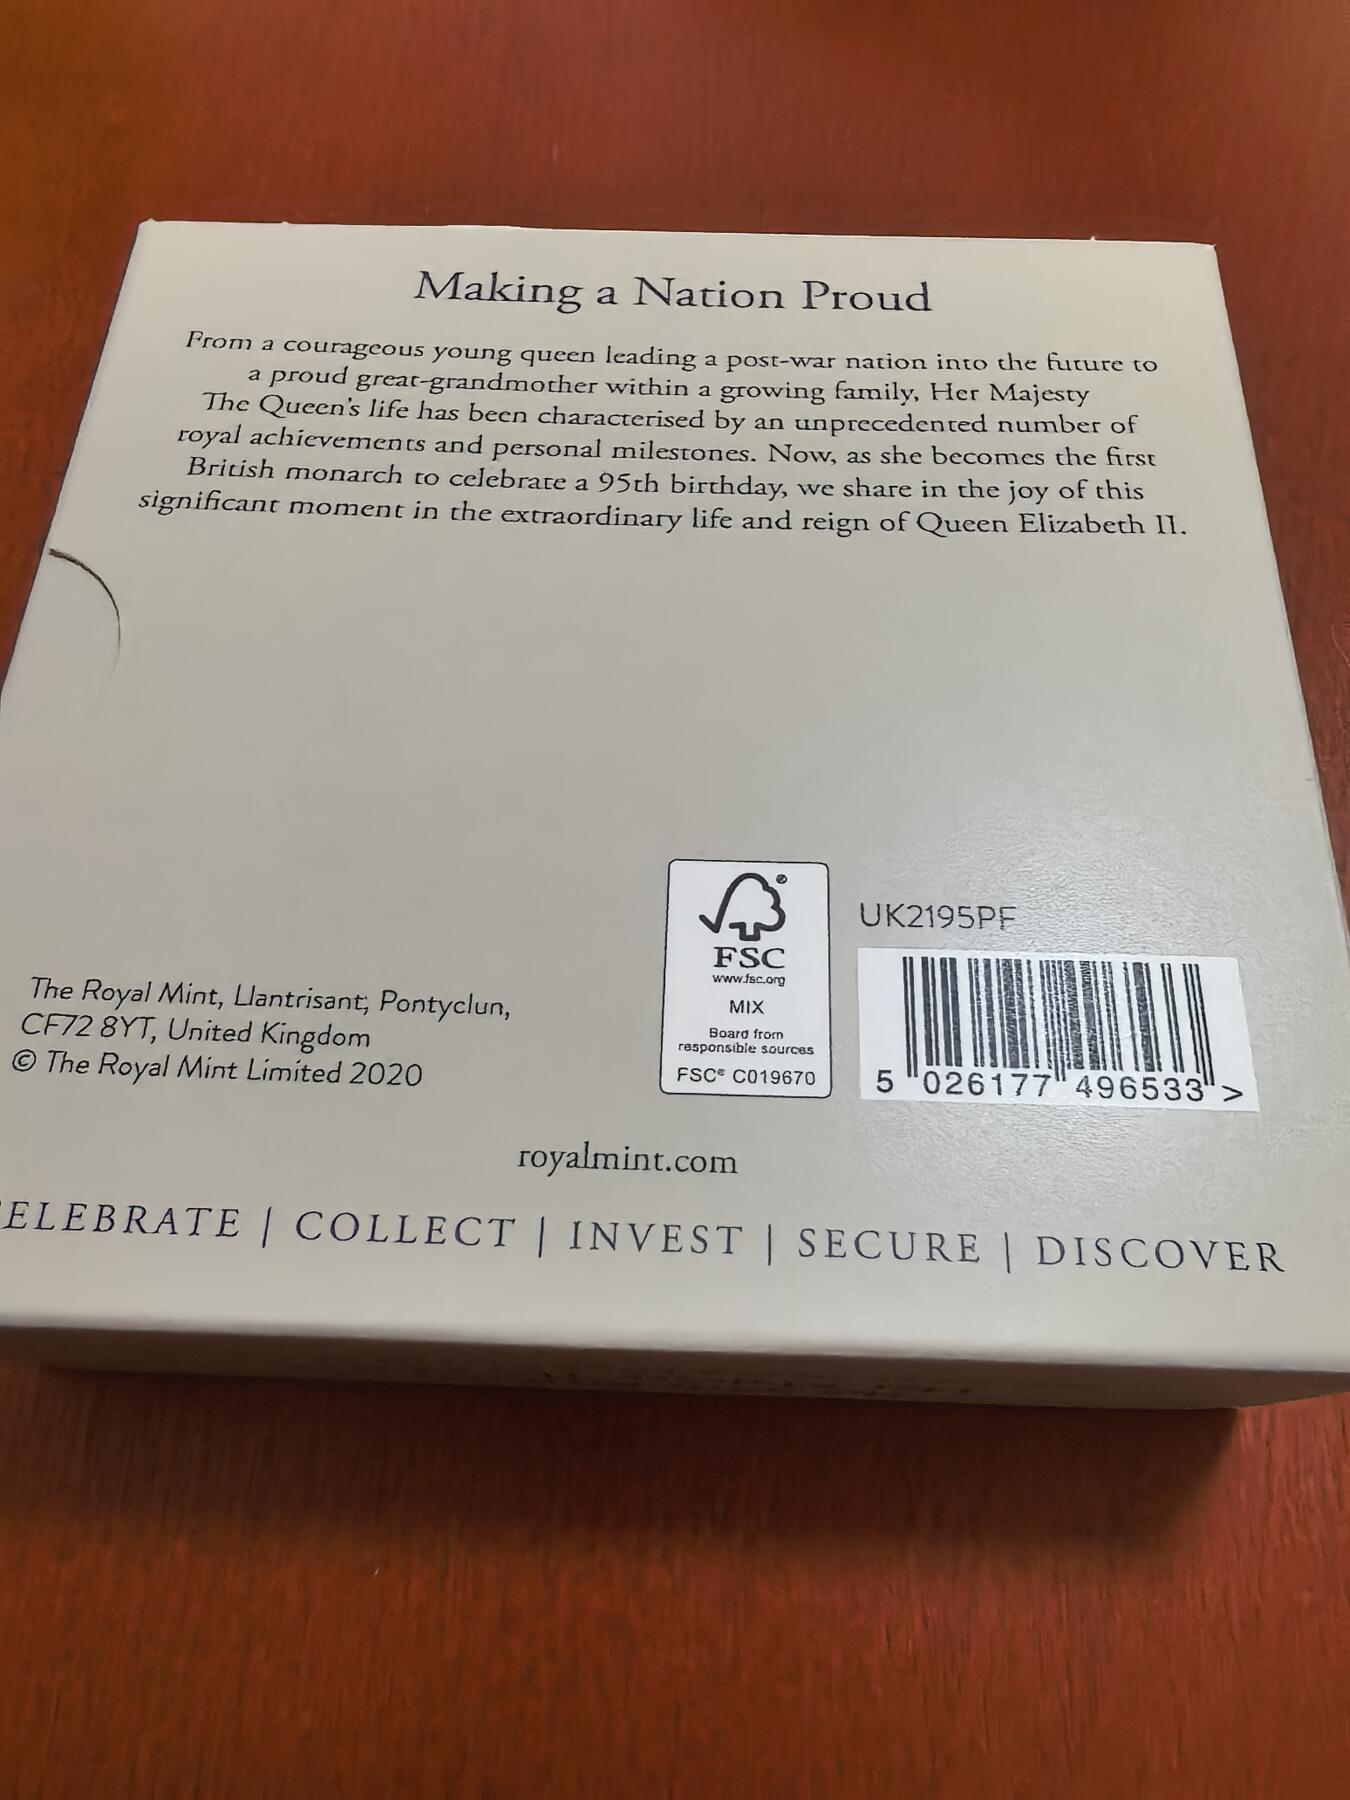 Making a Nation Proud
From a courageous young queen leading a post-war nation into the future to
a proud great-grandmother within a growing family, Her Majesty
The Queen's life has been characterised by an unprecedented number of
royal achievements and personal milestones. Now, as she becomes the first
British monarch to celebrate a 95th birthday, we share in the joy of this
significant moment in the extraordinary life and reign of Queen Elizabeth II.
The Royal Mint, Llantrisant, Pontyclun,
CF72 8YT, United Kingdom
© The Royal Mint Limited 2020
FSC
www.fsc.org
MIX
Board from
responsible sources
FSC® C019670
UK2195PF
5 026177 496533 >
royalmint.com
ELEBRATE | COLLECT | INVEST | SECURE | DISCOVER